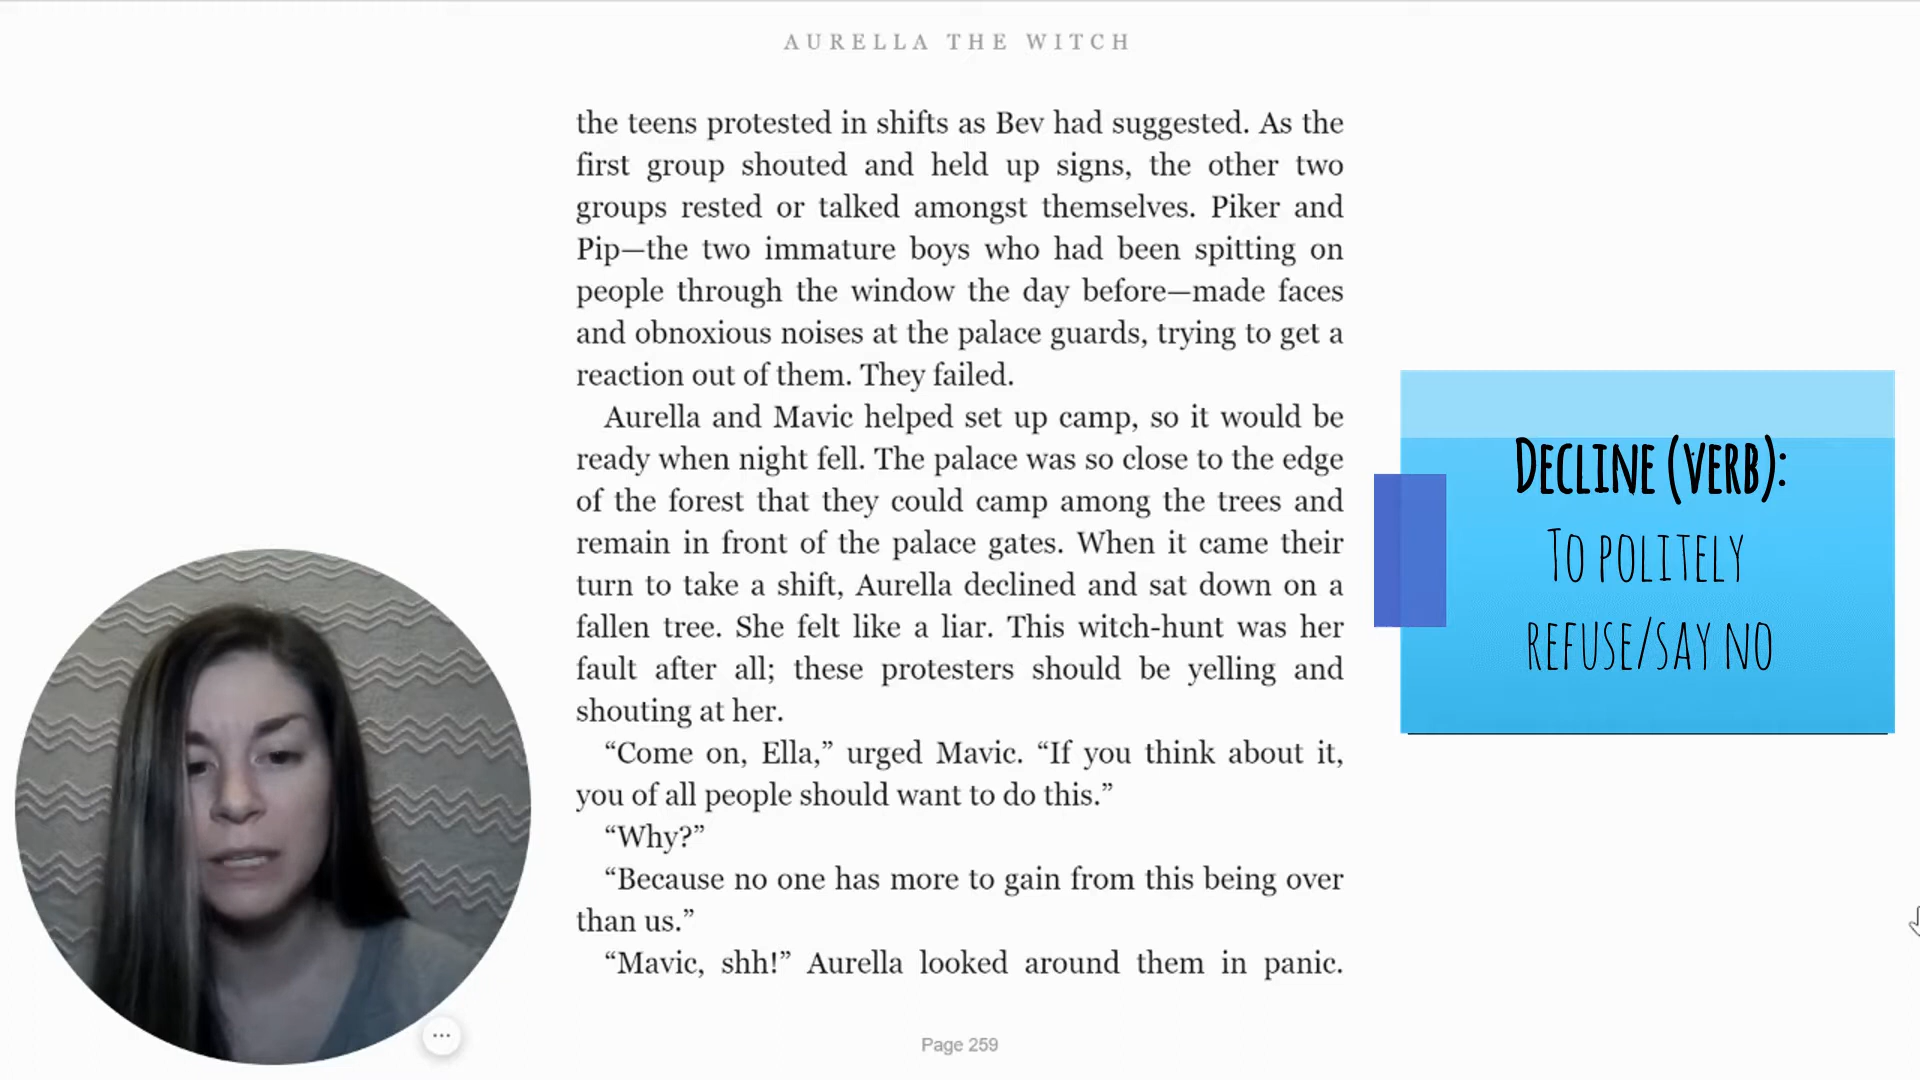 AURELLA THE WITCH
the teens protested in shifts as Bev had suggested. As the
first group shouted and held up signs, the other two
groups rested or talked amongst themselves. Piker and
Pip—the two immature boys who had been spitting on
people through the window the day before—made faces
and obnoxious noises at the palace guards, trying to get a
reaction out of them. They failed.
Aurella and Mavic helped set up camp, so it would be
ready when night fell. The palace was so close to the edge
of the forest that they could camp among the trees and
remain in front of the palace gates. When it came their
turn to take a shift, Aurella declined and sat down on a
fallen tree. She felt like a liar. This witch-hunt was her
fault after all; these protesters should be yelling and
shouting at her.
“Come on, Ella,” urged Mavic. “If you think about it,
you of all people should want to do this.”
“Why?”
“Because no one has more to gain from this being over
than us.”
“Mavic, shh!” Aurella looked around them in panic.
Page 259
DECLINE (VERB):
TO POLITELY
REFUSE/SAY NO